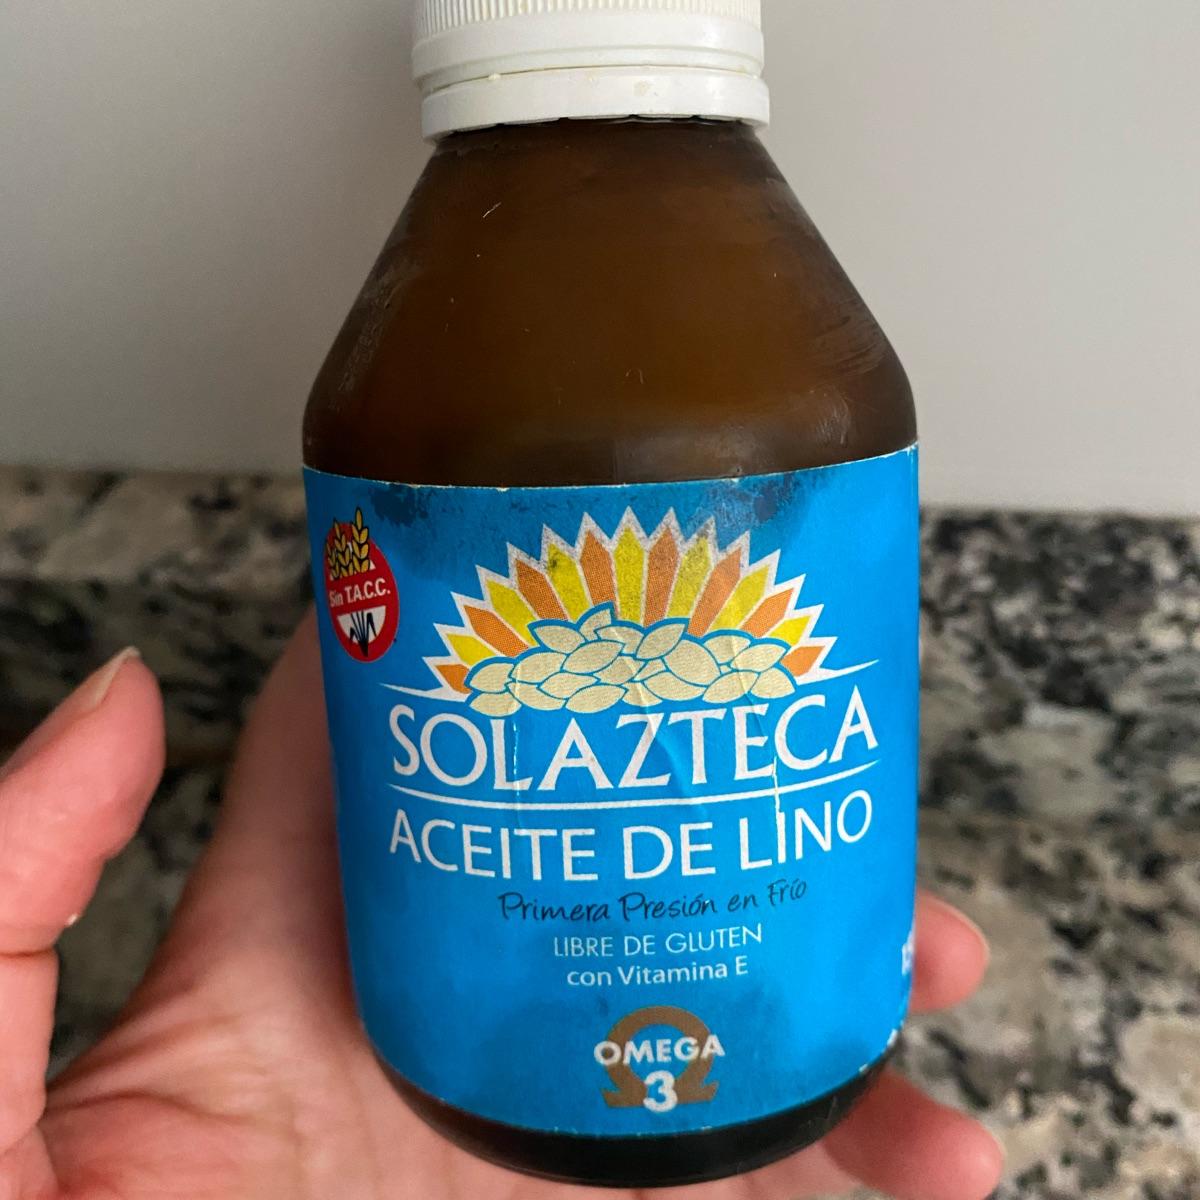 Sin T.A.C.C.
SOLAZTECA
ACEITE DE LINO
Primera Presión en Frío
LIBRE DE GLUTEN
con Vitamina E
OMEGA
3